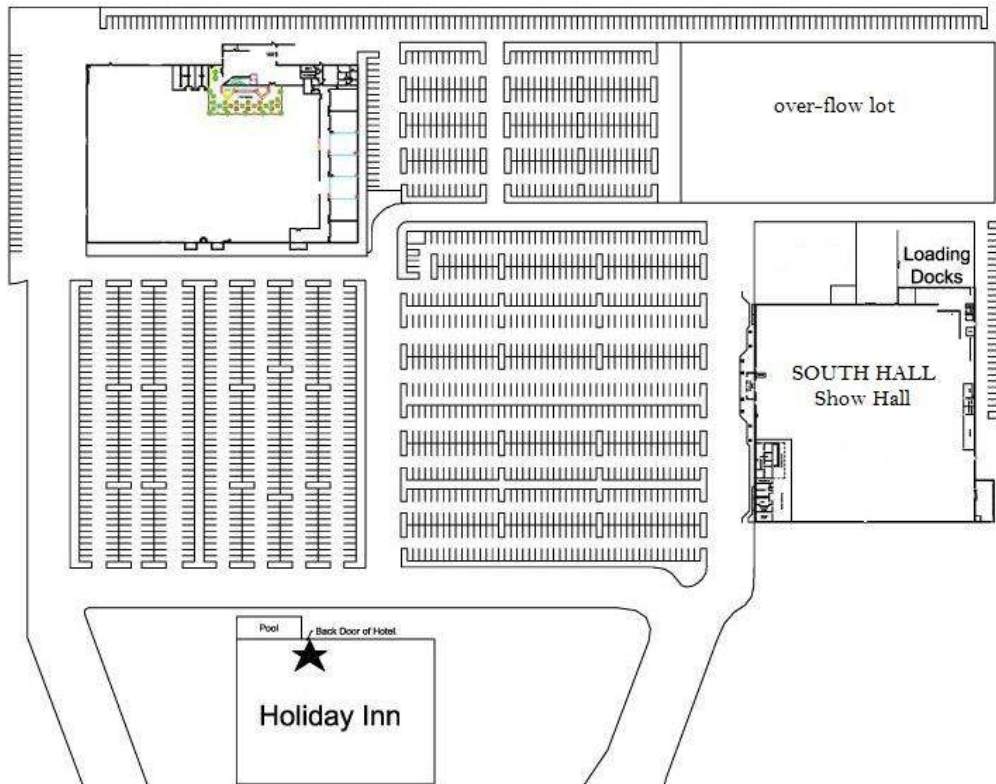 over-flow lot
Loading
Docks
SOUTH HALL
Show Hall
Pool
Back Door of Hotel
Holiday Inn